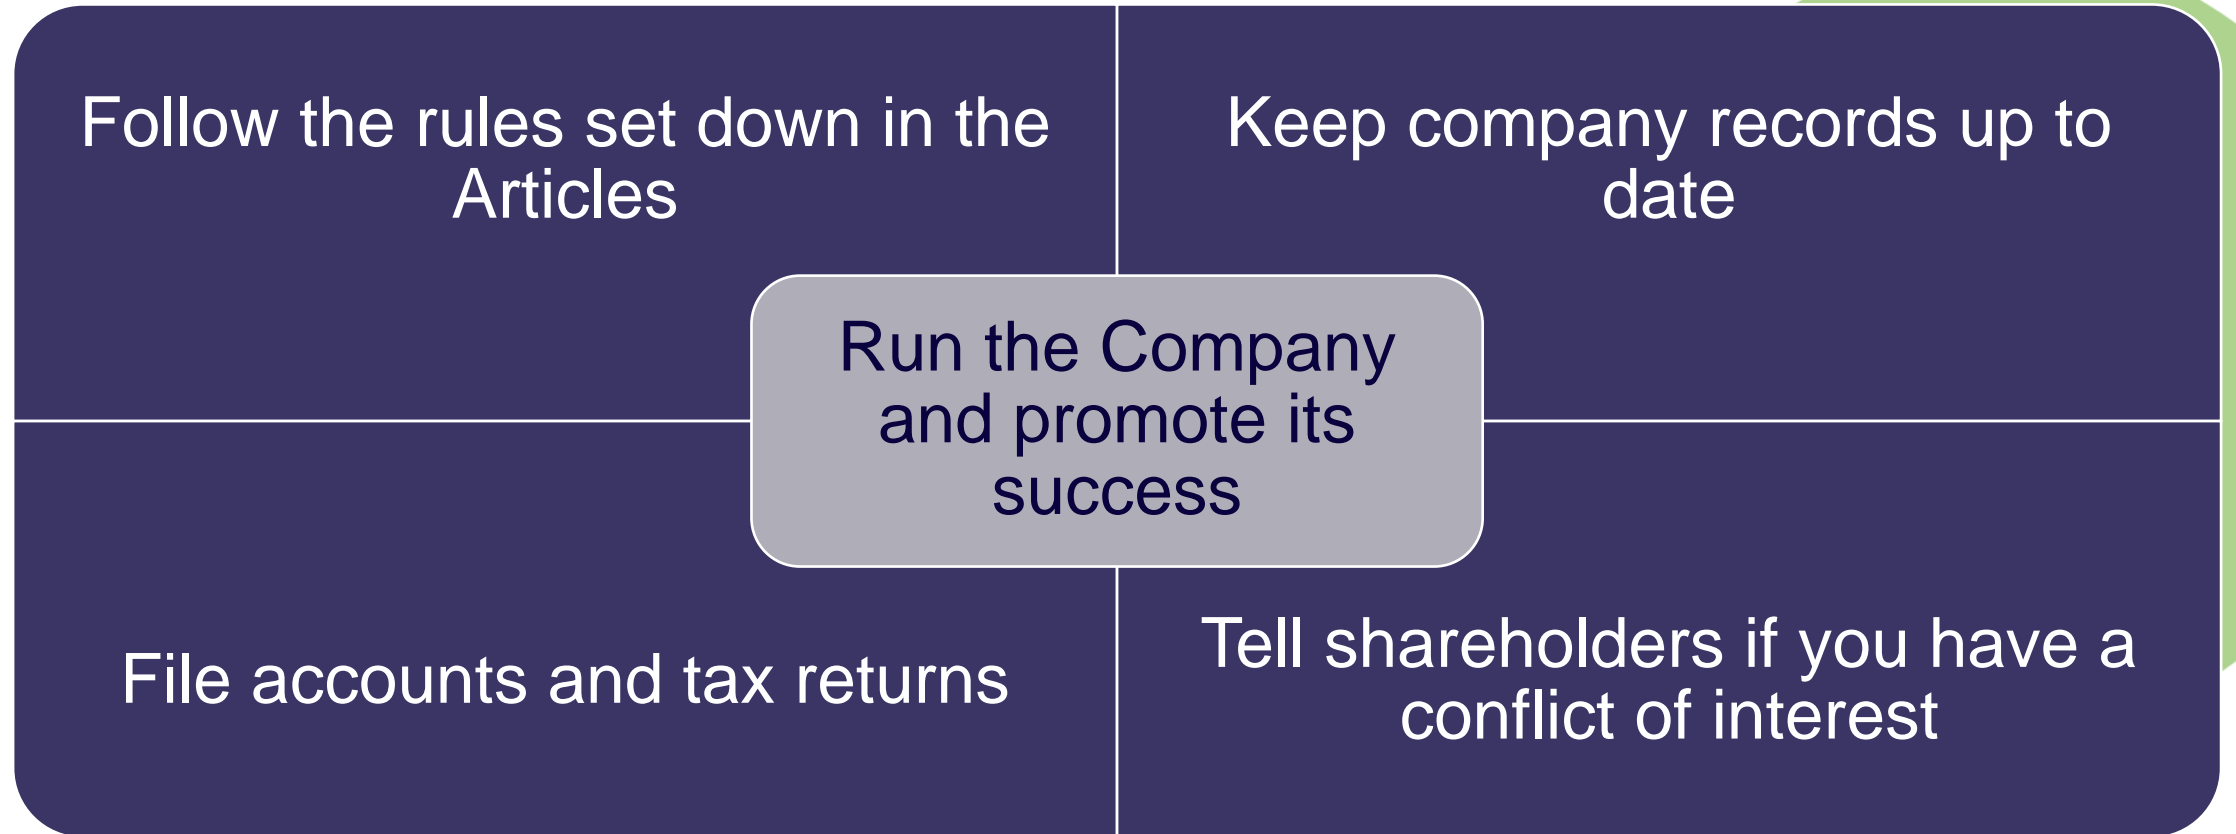 Follow the rules set down in the
Articles
Keep company records up to
date
Run the Company
and promote its
success
File accounts and tax returns
Tell shareholders if you have a
conflict of interest